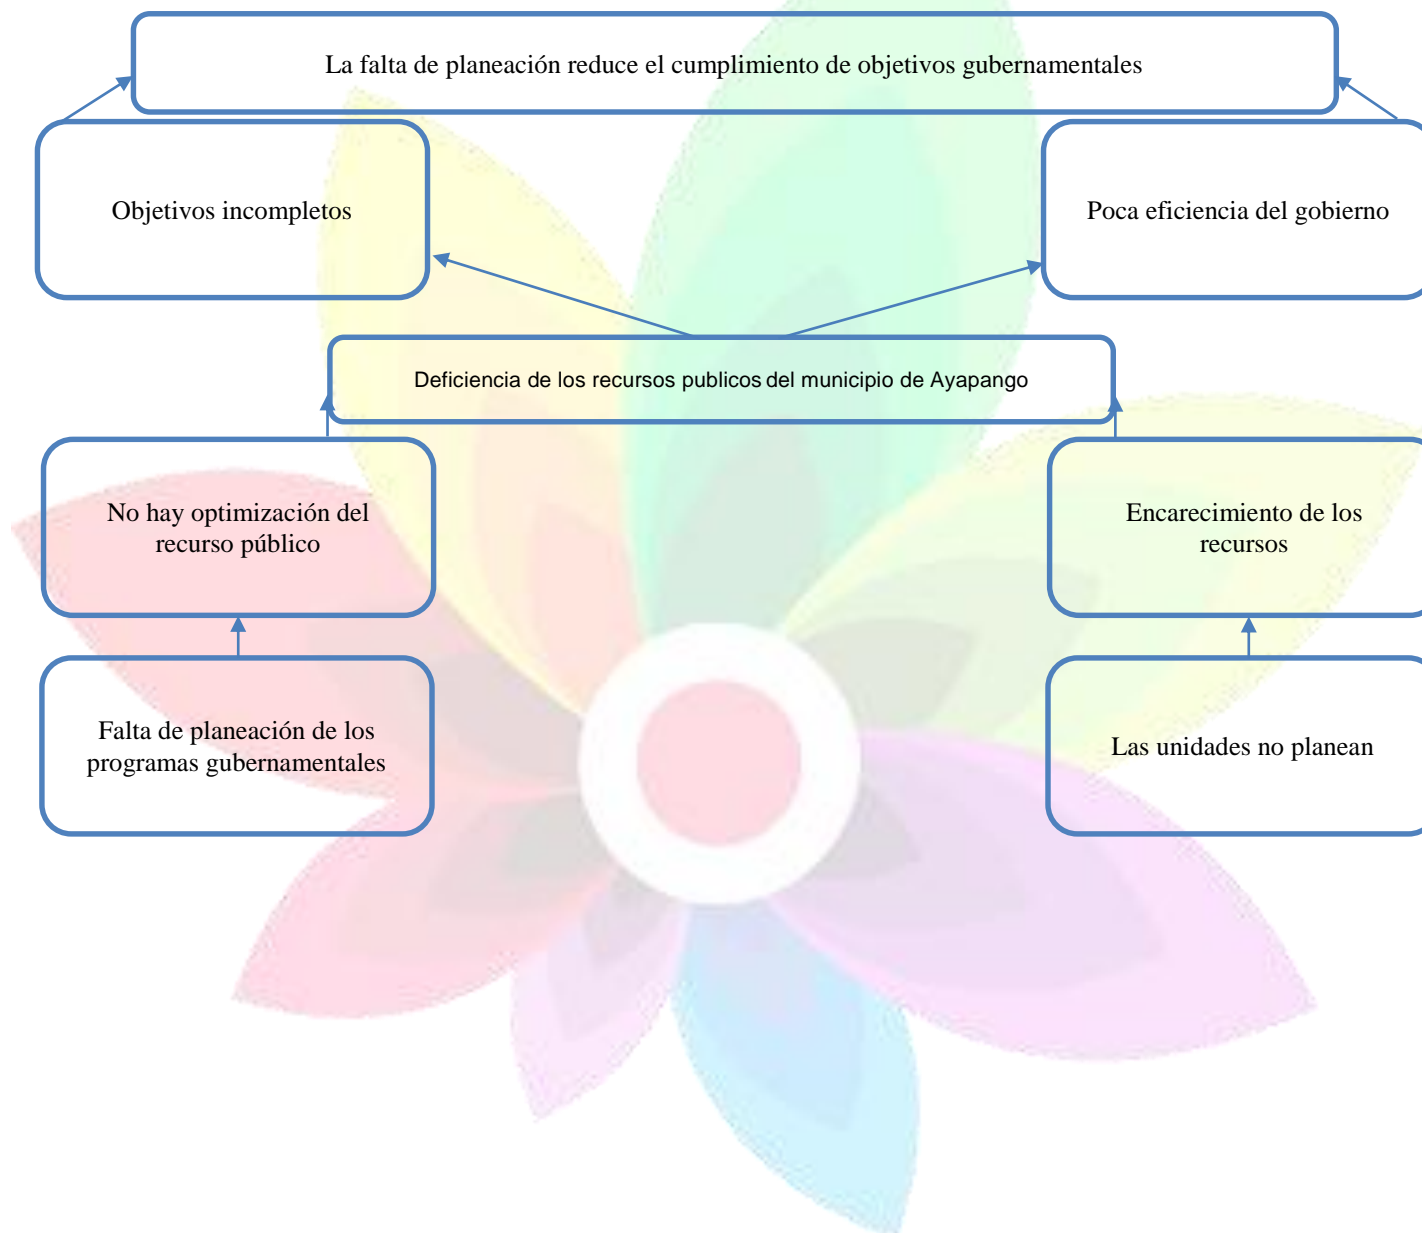 La falta de planeación reduce el cumplimiento de objetivos gubernamentales
Objetivos incompletos
Poca eficiencia del gobierno
Deficiencia de los recursos publicos del municipio de Ayapango
No hay optimización del
recurso público
Encarecimiento de los
recursos
Falta de planeación de los
programas gubernamentales
Las unidades no planean